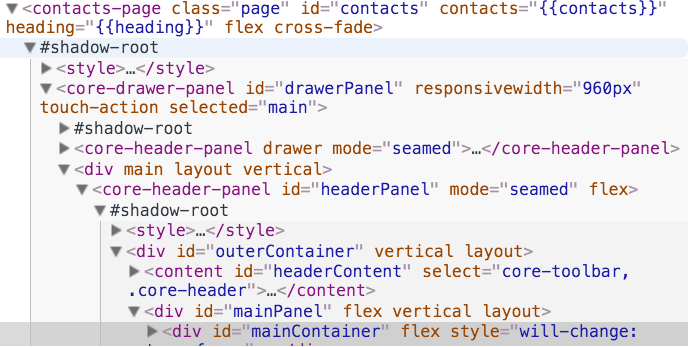 ▼<contacts-page class="page" id="contacts" contacts="{{contacts}}"
heading="{{heading}}" flex cross-fade>
▼#shadow-root
▶<style>…</style>
▼<core-drawer-panel id="drawerPanel" responsivewidth="960px"
touch-action selected="main">
▶#shadow-root
▶<core-header-panel drawer mode="seamed">…</core-header-panel>
▼<div main layout vertical>
▼<core-header-panel id="headerPanel" mode="seamed" flex>
▼#shadow-root
▶<style>…</style>
▼<div id="outerContainer" vertical layout>
▶<content id="headerContent" select="core-toolbar,
.core-header">…</content>
▼<div id="mainPanel" flex vertical layout>
▶<div id="mainContainer" flex style="will-change: